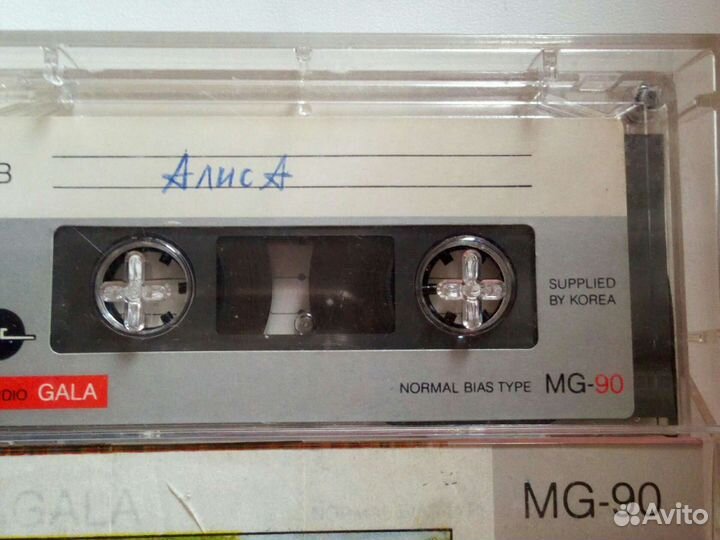 АлисА
SUPPLIED
BY KOREA
GALA
NORMAL BIAS TYPE MG-90
GALA
MG-90
Avito